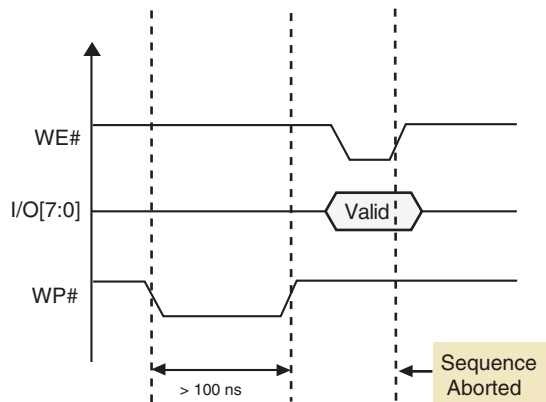 WE#
I/O[7:0]
Valid
WP#
> 100 ns
Sequence
Aborted